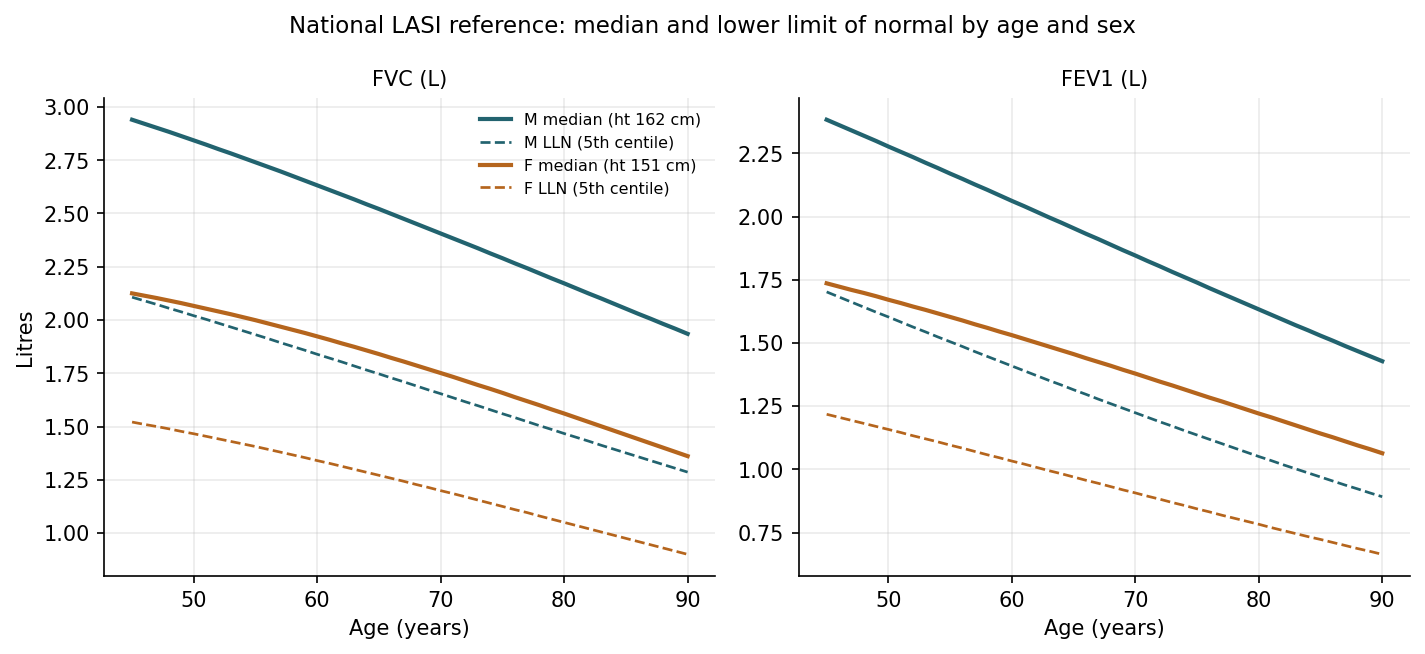 National LASI reference: median and lower limit of normal by age and sex
FVC (L)
3.00
2.75
2.50
2.25
2.00
1.75
1.50
1.25
1.00
Litres
M median (ht 162 cm)
M LLN (5th centile)
F median (ht 151 cm)
F LLN (5th centile)
50 60 70 80 90
Age (years)
FEV1 (L)
2.25
2.00
1.75
1.50
1.25
1.00
0.75
50 60 70 80 90
Age (years)